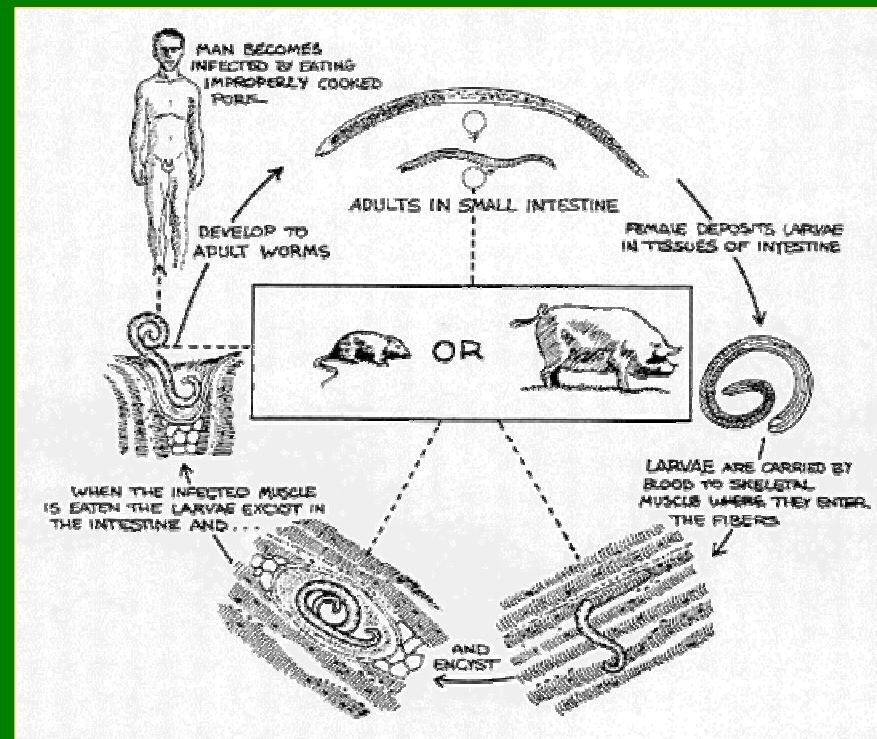 MAN BECOMES
INFECTED BY EATING
IMPROPERLY COOKED
PORK
ADULTS IN SMALL INTESTINE
DEVELOP TO
ADULT WORMS
FEMALE DEPOSITS LARVAE
IN TISSUES OF INTESTINE
OR
LARVAE ARE CARRIED BY
BLOOD TO SKELETAL
MUSCLE WHERE THEY ENTER
THE FIBERS
WHEN THE INFECTED MUSCLE
IS EATEN THE LARVAE EXCIST IN
THE INTESTINE AND ...
AND
ENCYST